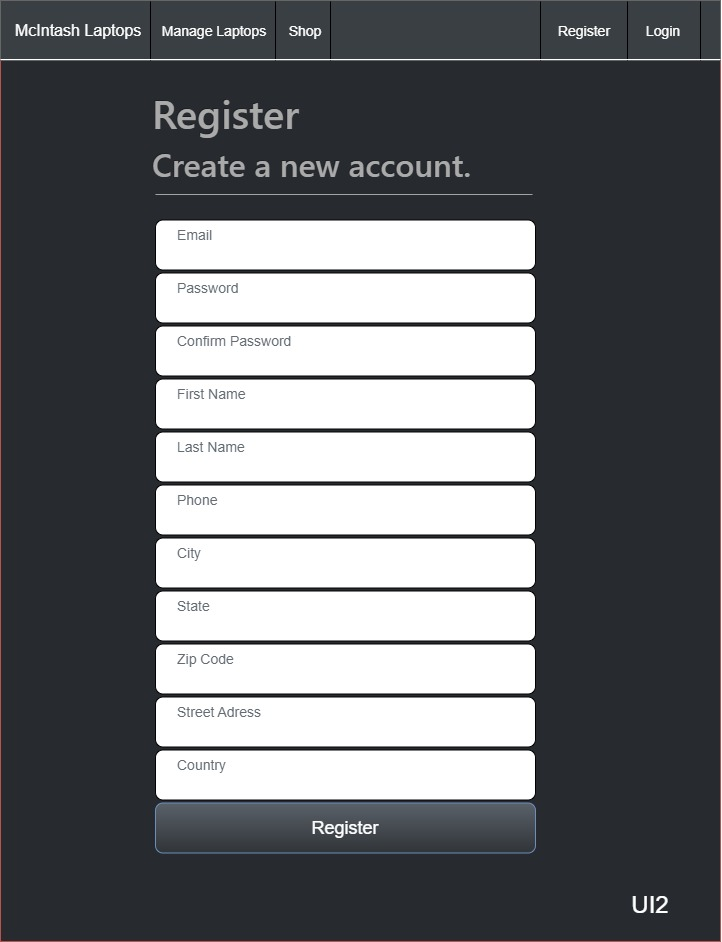 McIntash Laptops Manage Laptops Shop Register Login
Register
Create a new account.
Email
Password
Confirm Password
First Name
Last Name
Phone
City
State
Zip Code
Street Adress
Country
Register
UI2